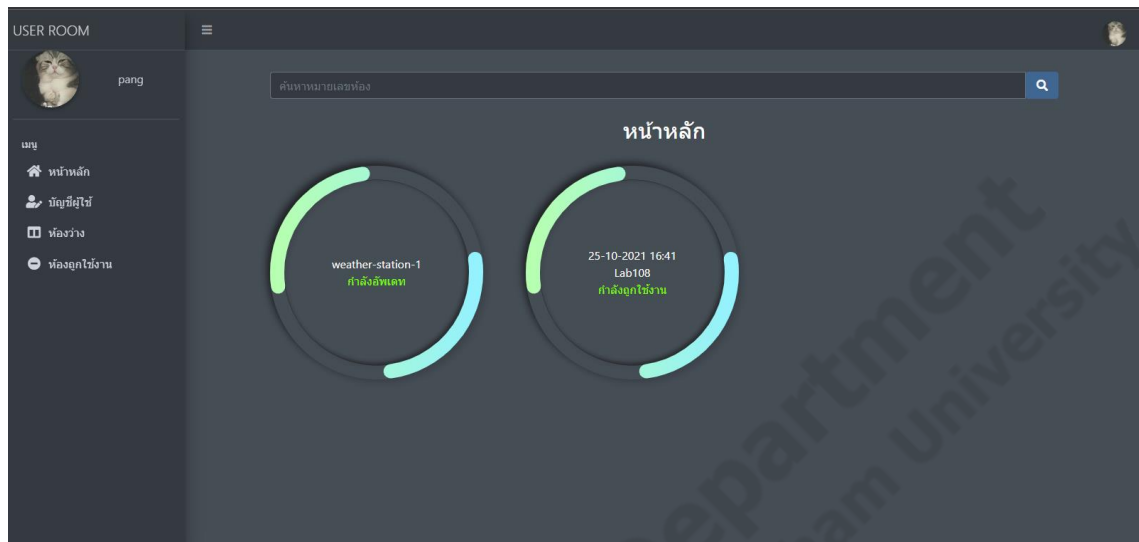 USER ROOM
pang
เมนู
หน้าหลัก
บัญชีผู้ใช้
ห้องว่าง
ห้องถูกใช้งาน
ค้นหาหมายเลขห้อง
หน้าหลัก
weather-station-1
กำลังอัพเดท
25-10-2021 16:41
Lab108
กำลังถูกใช้งาน
epartment
am University